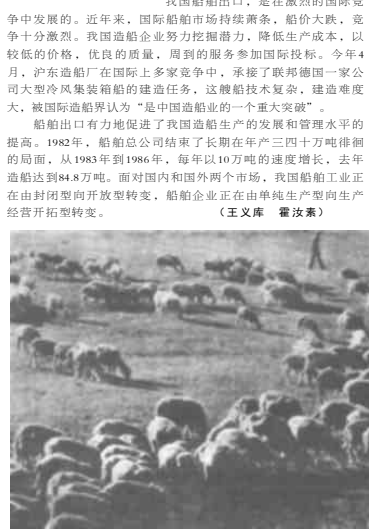 我国船舶出口，是在激烈的国际竞
争中发展的。近年来，国际船舶市场持续萧条，船价大跌，竞
争十分激烈。我国造船企业努力挖掘潜力，降低生产成本，以
较低的价格，优良的质量，周到的服务参加国际投标。今年4
月，沪东造船厂在国际上多家竞争中，承接了联邦德国一家公
司大型冷风集装箱船的建造任务，这艘船技术复杂，建造难度
大，被国际造船界认为“是中国造船业的一个重大突破”。
船舶出口有力地促进了我国造船生产的发展和管理水平的
提高。1982年，船舶总公司结束了长期在年产三四十万吨徘徊
的局面，从1983年到1986年，每年以10万吨的速度增长，去年
造船达到84.8万吨。面对国内和国外两个市场，我国船舶工业正
在由封闭型向开放型转变，船舶企业正在由单纯生产型向生产
经营开拓型转变。（王义库　霍汝素）